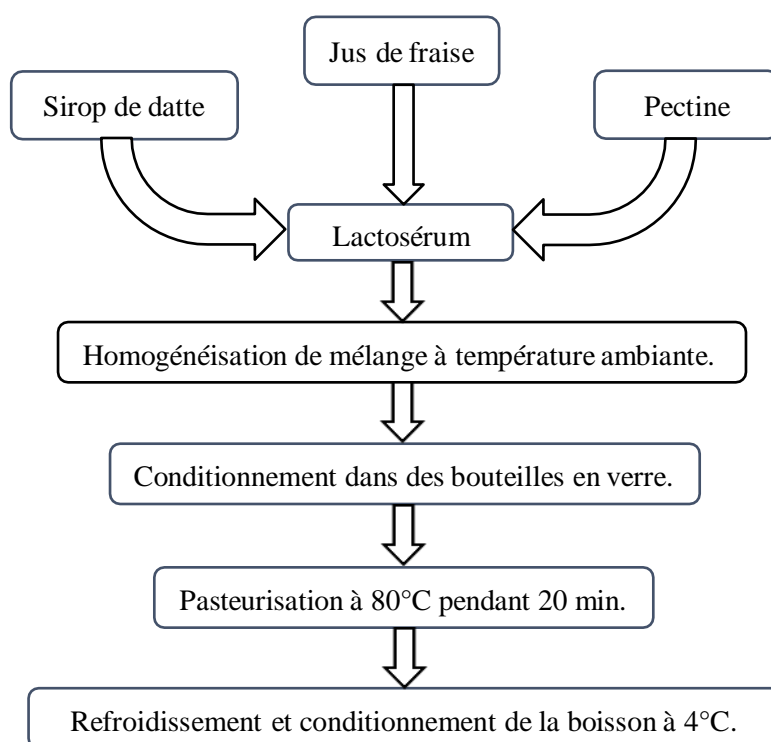 Jus de fraise
Sirop de datte
Pectine
Lactosérum
Homogénéisation de mélange à température ambiante.
Conditionnement dans des bouteilles en verre.
Pasteurisation à 80°C pendant 20 min.
Refroidissement et conditionnement de la boisson à 4°C.